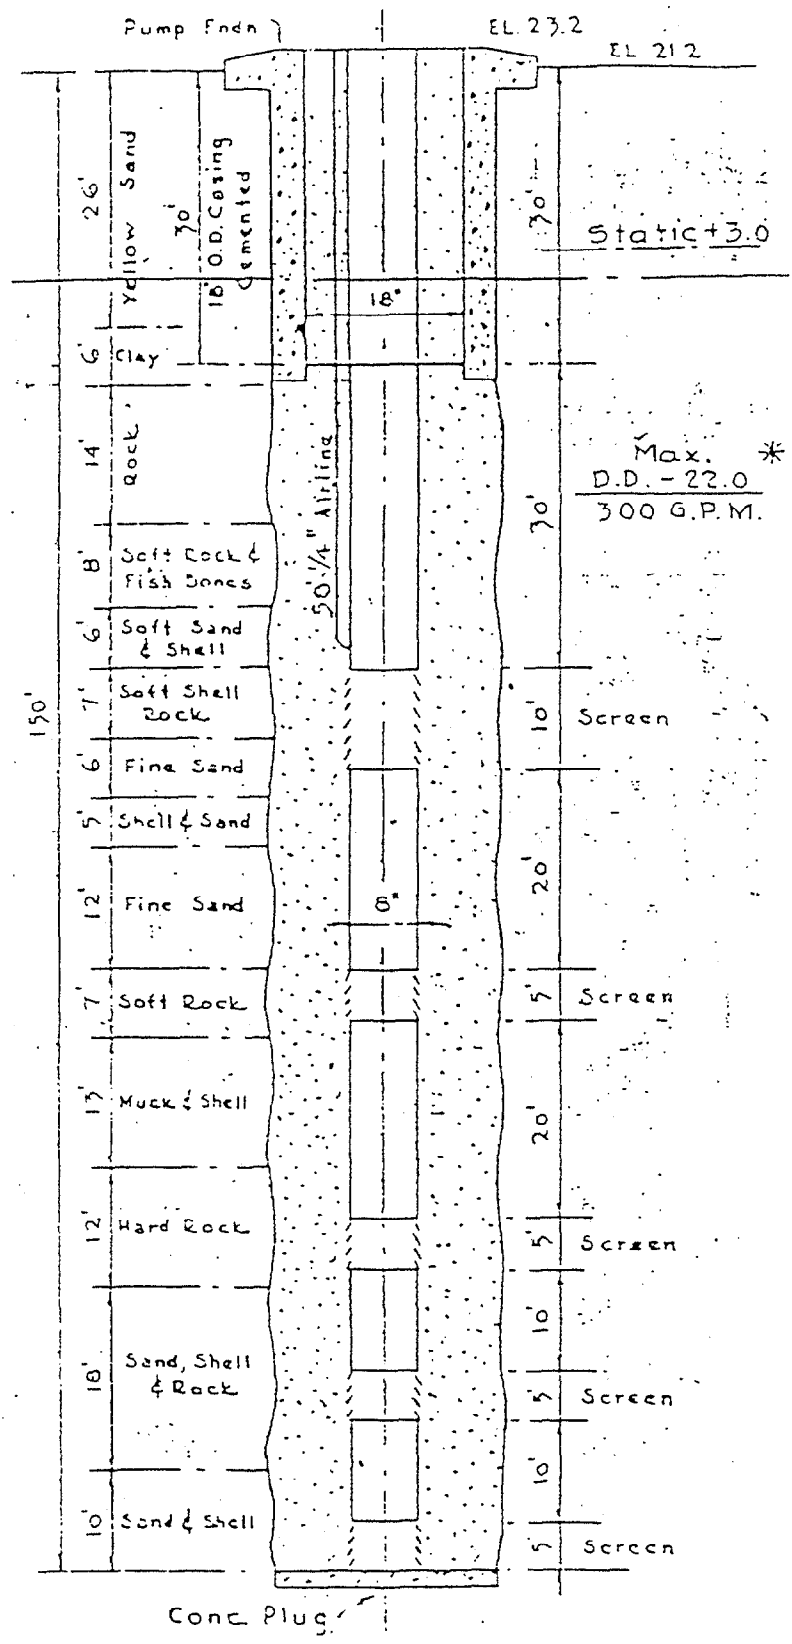 Pump Fndn
EL. 23.2
EL 21.2
26'
Yellow Sand
30'
18" O.D. Casing
Cemented
30'
Static +3.0
18"
6'
Clay
14'
Rock
50' 1/4" Airline
30'
Max. *
D.D. - 22.0
300 G.P.M.
8'
Soft Rock &
Fish Bones
6'
Soft Sand
& Shell
150'
7'
Soft Shell
Rock
10'
Screen
6'
Fine Sand
5'
Shell & Sand
20'
12'
Fine Sand
8"
7'
Soft Rock
5'
Screen
13'
Muck & Shell
20'
12'
Hard Rock
5'
Screen
10'
18'
Sand, Shell
& Rock
5'
Screen
10'
10'
Sand & Shell
5'
Screen
Conc Plug